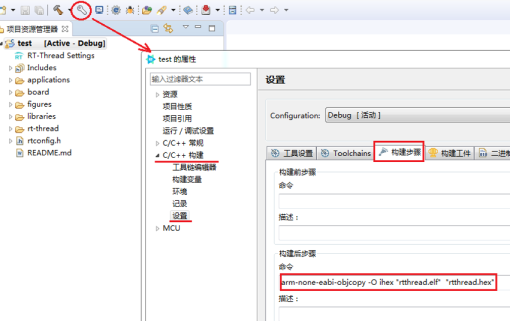 项目资源管理器
test [Active - Debug]
RT-Thread Settings
Includes
applications
board
figures
libraries
rt-thread
rtconfig.h
README.md
test 的属性
输入过滤器文本
资源
项目性质
项目引用
运行 / 调试设置
C/C++ 常规
C/C++ 构建
工具链编辑器
构建变量
环境
记录
设置
MCU
设置
Configuration: Debug [ 活动 ]
工具设置 Toolchains 构建步骤 构建工件 二进制
构建前步骤
命令
描述：
构建后步骤
命令
arm-none-eabi-objcopy -O ihex "rtthread.elf" "rtthread.hex"
描述：